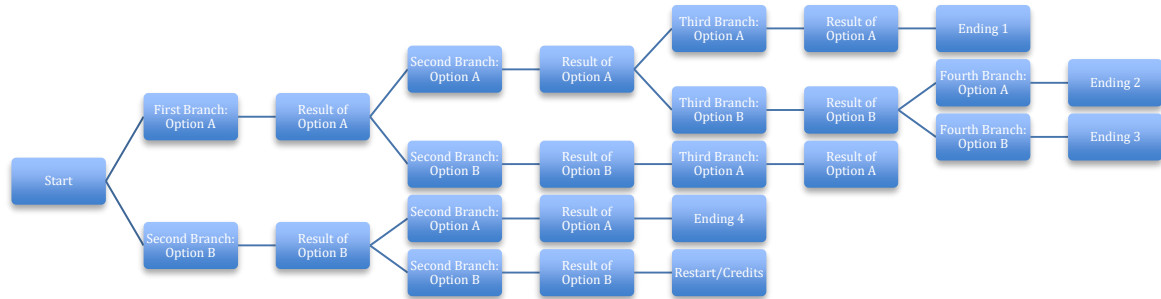 Third Branch:
Option A
Result of
Option A
Ending 1
Second Branch:
Option A
Result of
Option A
Fourth Branch:
Option A
Ending 2
First Branch:
Option A
Result of
Option A
Third Branch:
Option B
Result of
Option B
Fourth Branch:
Option B
Ending 3
Second Branch:
Option B
Result of
Option B
Third Branch:
Option A
Result of
Option A
Start
Second Branch:
Option A
Result of
Option A
Ending 4
Second Branch:
Option B
Result of
Option B
Second Branch:
Option B
Result of
Option B
Restart/Credits